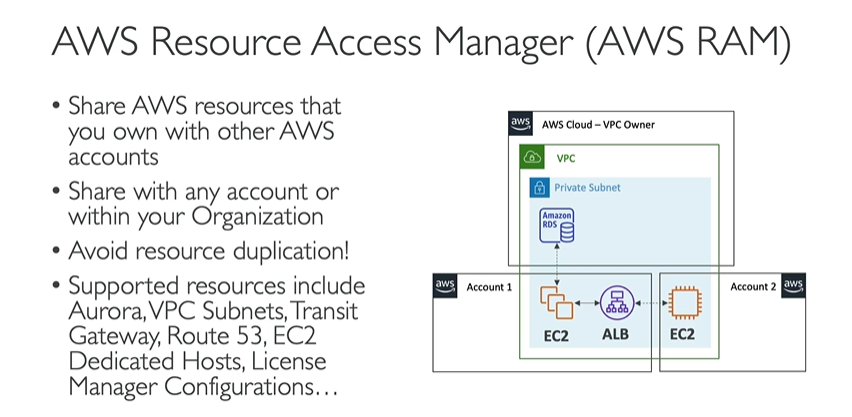 AWS Resource Access Manager (AWS RAM)
• Share AWS resources that
you own with other AWS
accounts
• Share with any account or
within your Organization
• Avoid resource duplication!
• Supported resources include
Aurora, VPC Subnets, Transit
Gateway, Route 53, EC2
Dedicated Hosts, License
Manager Configurations…
aws AWS Cloud – VPC Owner
VPC
Private Subnet
Amazon
RDS
aws Account 1
Account 2 aws
EC2 ALB EC2